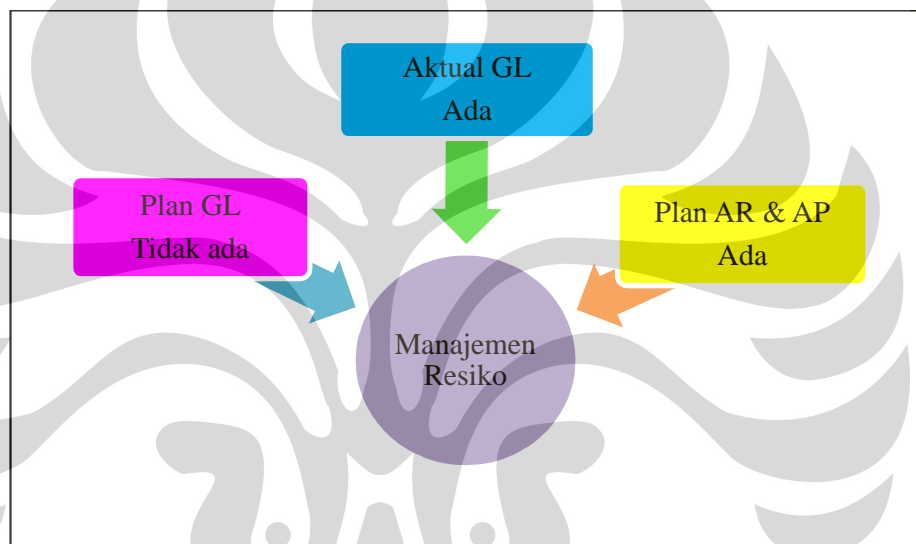 Aktual GL
Ada
Plan GL
Tidak ada
Plan AR & AP
Ada
Manajemen
Resiko